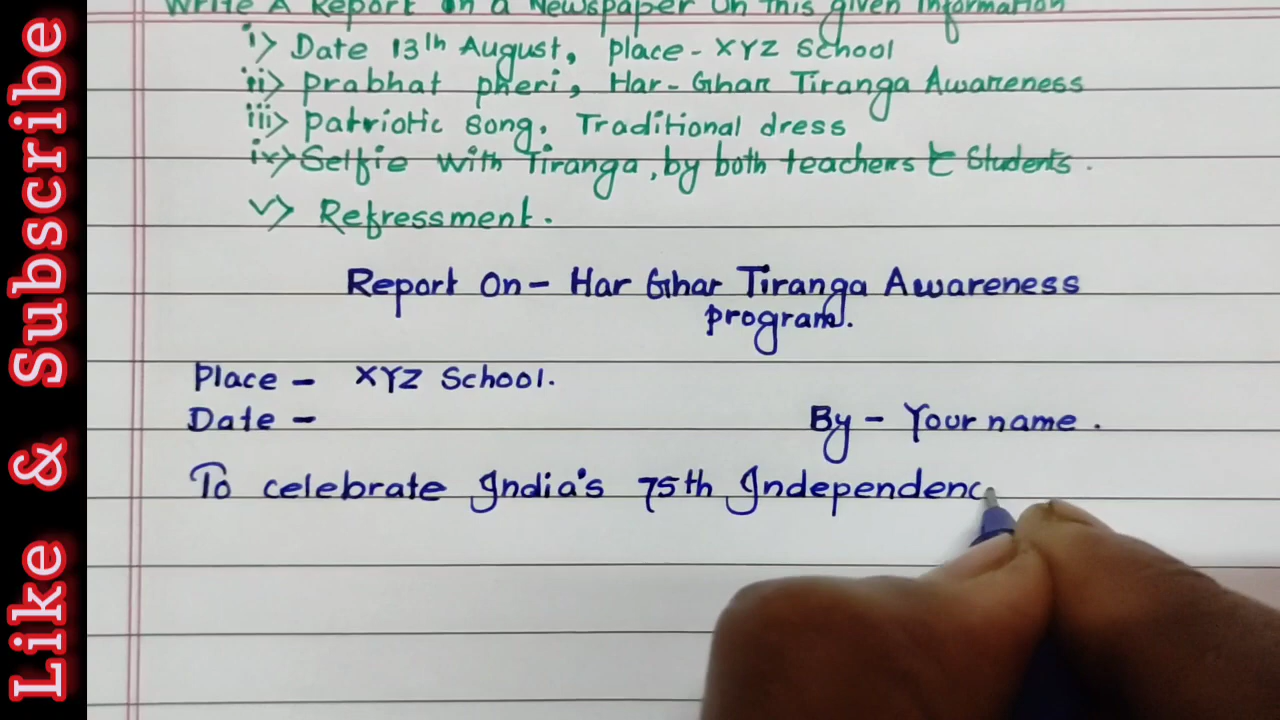 Write A Report On a Newspaper On this given information
i> Date 13th August, place - XYZ School
ii> prabhat pheri, Har - Ghar Tiranga Awareness
iii> patriotic song. Traditional dress
iv> Selfie with Tiranga, by both teachers & Students.
v> Refressment.
Report On - Har Ghar Tiranga Awareness
program.
Place - XYZ School.
Date -
By - Your name.
To celebrate India's 75th Independenc
Like & Subscribe